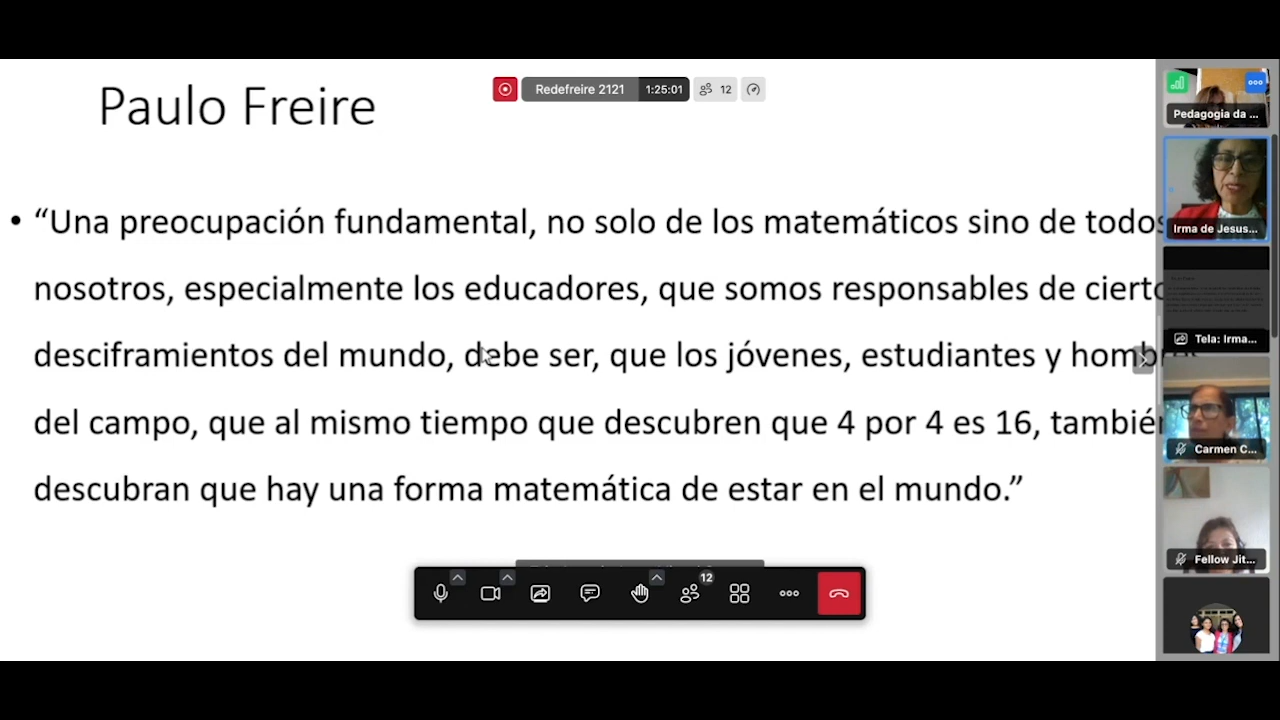 Paulo Freire
Redefreire 2121 1:25:01 12
• “Una preocupación fundamental, no solo de los matemáticos sino de todos
nosotros, especialmente los educadores, que somos responsables de
desciframientos del mundo, debe ser, que los jóvenes, estudiantes y
del campo, que al mismo tiempo que descubren que 4 por 4 es 16, también
descubran que hay una forma matemática de estar en el mundo.”
12
Pedagogia da ...
Irma de Jesus...
Tela: Irma...
Carmen C...
Fellow Jit...